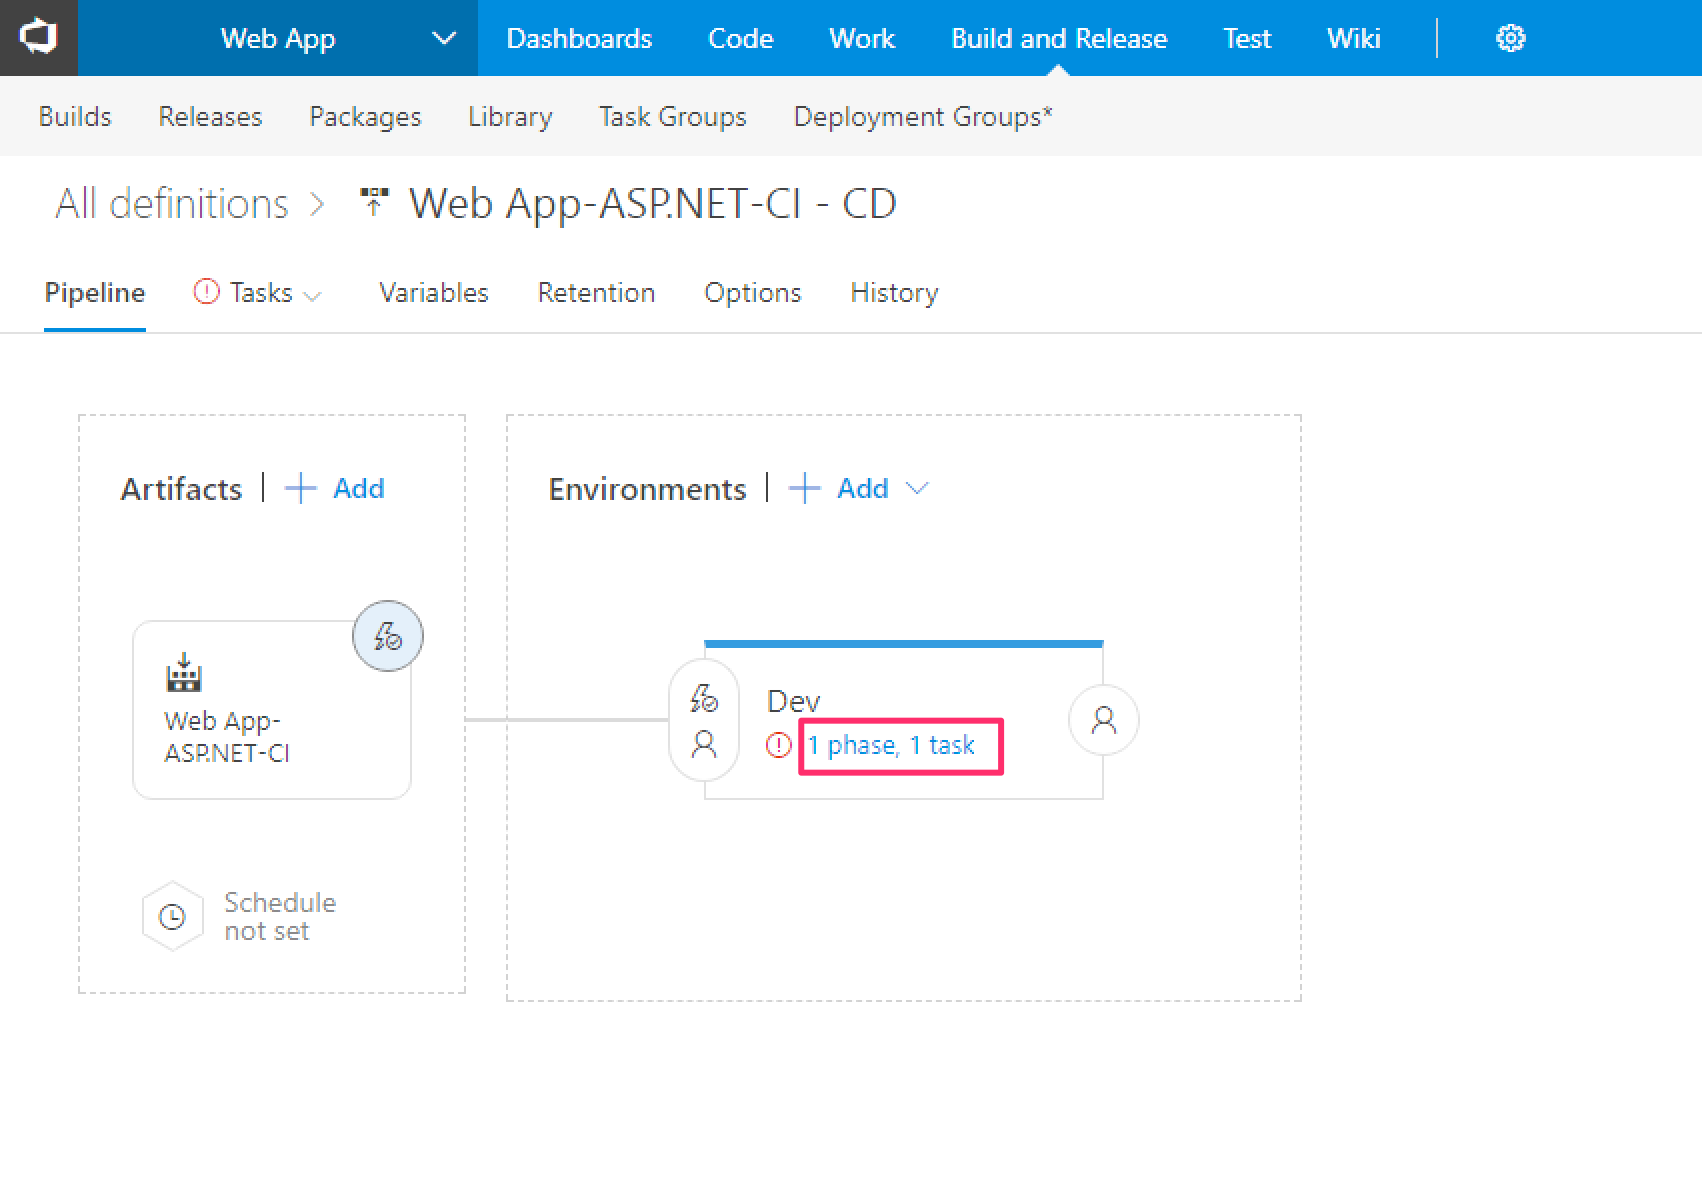 Web App Dashboards Code Work Build and Release Test Wiki
Builds Releases Packages Library Task Groups Deployment Groups*
All definitions > Web App-ASP.NET-CI - CD
Pipeline Tasks Variables Retention Options History
Artifacts | + Add
Environments | + Add
Web App-
ASP.NET-CI
Dev
1 phase, 1 task
Schedule
not set